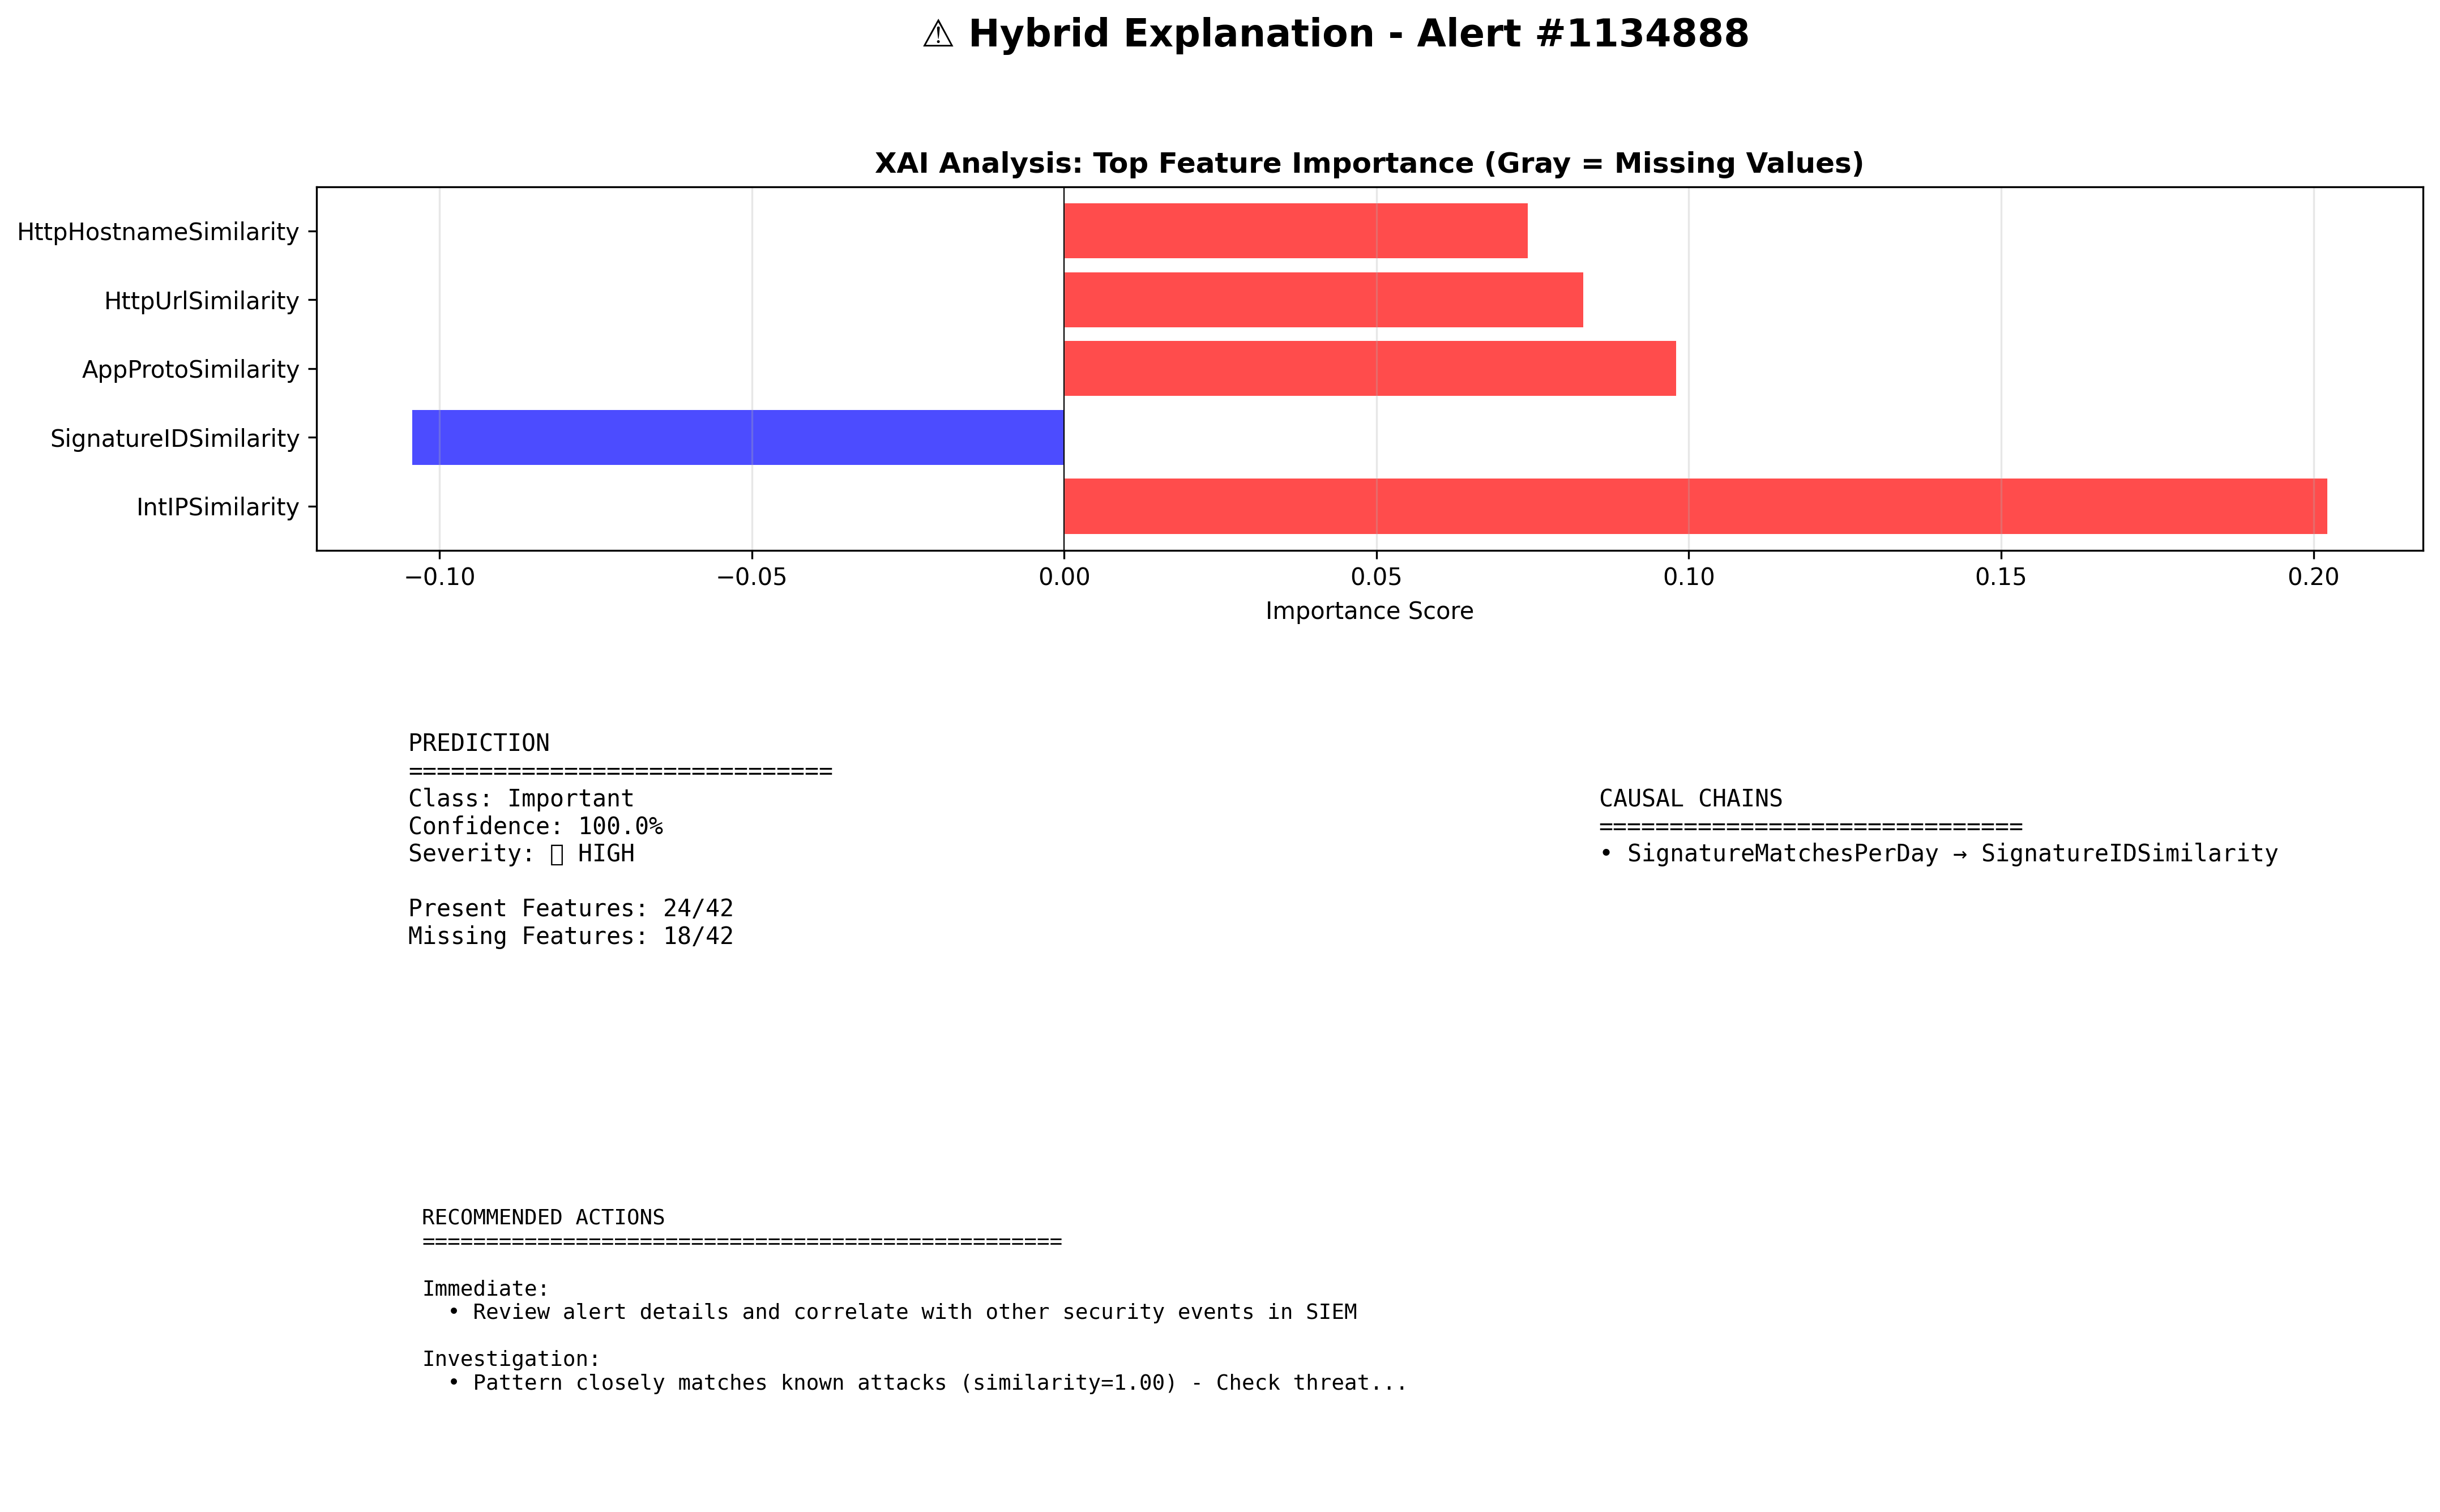 ⚠ Hybrid Explanation - Alert #1134888
XAI Analysis: Top Feature Importance (Gray = Missing Values)
HttpHostnameSimilarity
HttpUrlSimilarity
AppProtoSimilarity
SignatureIDSimilarity
IntIPSimilarity
−0.10 −0.05 0.00 0.05 0.10 0.15 0.20
Importance Score
PREDICTION
==============================
Class: Important
Confidence: 100.0%
Severity: ▯ HIGH
Present Features: 24/42
Missing Features: 18/42
CAUSAL CHAINS
==============================
• SignatureMatchesPerDay → SignatureIDSimilarity
RECOMMENDED ACTIONS
==================================================
Immediate:
• Review alert details and correlate with other security events in SIEM
Investigation:
• Pattern closely matches known attacks (similarity=1.00) - Check threat...